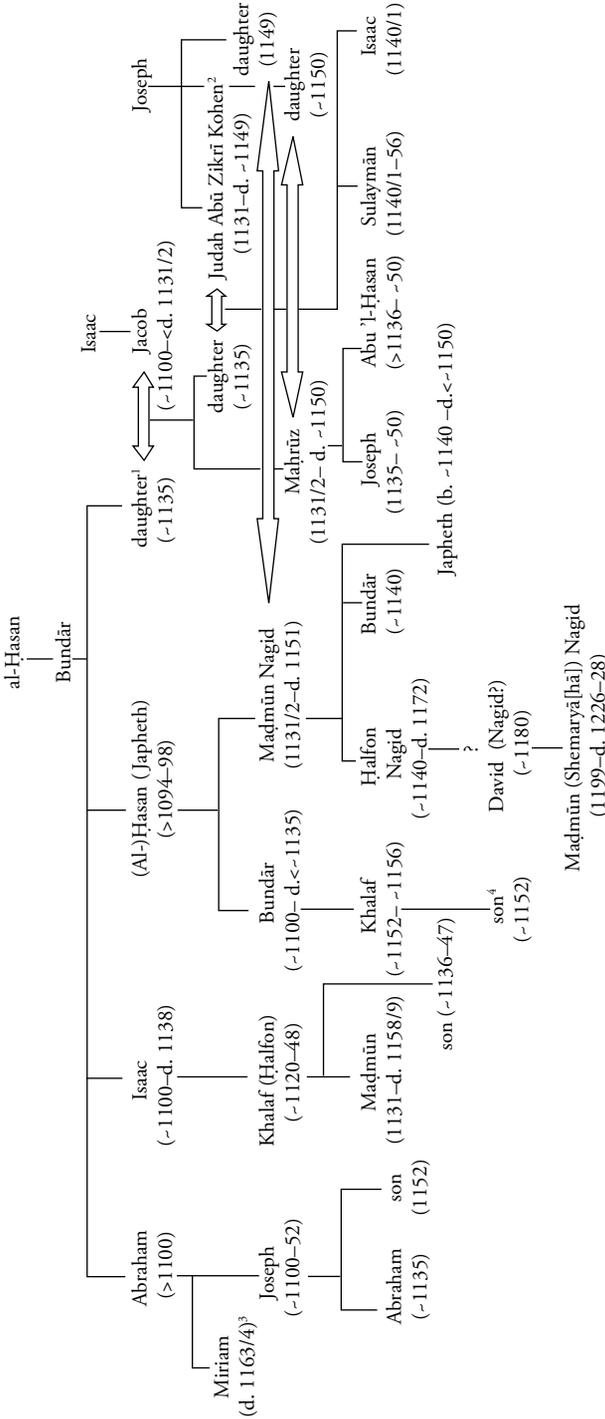 al-Ḥasan
Bundār
Abraham
(>1100)
Isaac
(~1100–d. 1138)
(Al-)Ḥasan (Japheth)
(>1094–98)
daughter¹
(~1135)
Isaac
Jacob
(~1100–<d. 1131/2)
Joseph
Miriam
(d. 1163/4)³
Joseph
(~1100–52)
Khalaf (Ḥalfon)
(~1120–48)
Bundār
(~1100– d.<~1135)
Maḍmūn Nagid
(1131/2–d. 1151)
daughter
(~1135)
Judah Abū Zikrī Kohen²
(1131–d. ~1149)
daughter
(1149)
Maḥrūz
(1131/2– d. ~1150)
daughter
(~1150)
Abraham
(~1135)
son
(1152)
Maḍmūn
(1131–d. 1158/9)
son (~1136–47)
Khalaf
(~1152– ~1156)
Ḥalfon
Nagid
(~1140–d. 1172)
Bundār
(~1140)
Japheth (b. ~1140 –d.<~1150)
Joseph
(1135– ~50)
Abu 'l-Ḥasan
(>1136– ~50)
Sulaymān
(1140/1–56)
Isaac
(1140/1)
son⁴
(~1152)
?
David (Nagid?)
(~1180)
Maḍmūn (Shemaryā[hā]) Nagid
(1199–d. 1226–28)